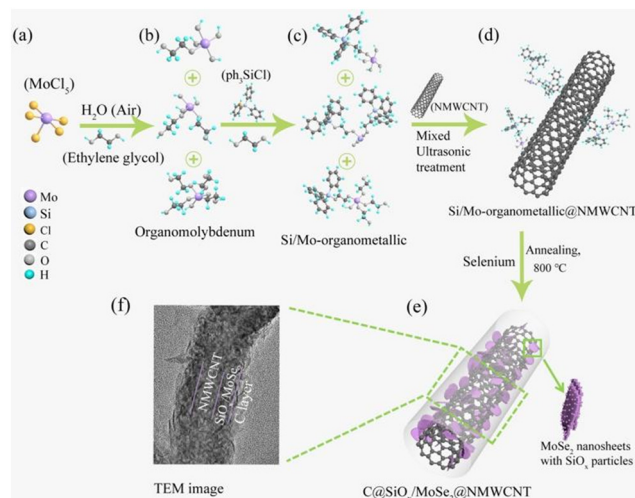 (a)
(b)
(c)
(d)
(MoCl₅)
H₂O (Air)
(Ethylene glycol)
(ph₃SiCl)
(NMWCNT)
Mixed
Ultrasonic
treatment
Mo
Si
Cl
C
O
H
Organomolybdenum
Si/Mo-organometallic
Si/Mo-organometallic@NMWCNT
Selenium
Annealing,
800 °C
(f)
(e)
NMWCNT
SiOₓ/MoSe₂
C layer
TEM image
MoSe₂ nanosheets
with SiOₓ particles
C@SiOₓ/MoSe₂@NMWCNT